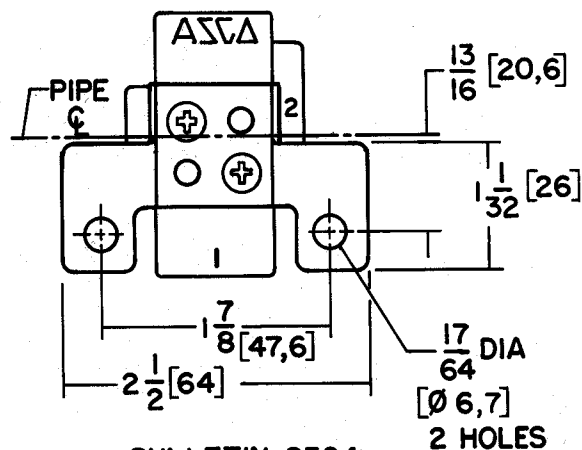 ASCA
13/16 [20,6]
PIPE
℄
2
1 1/32 [26]
1
1 7/8 [47,6]
2 1/2 [64]
17/64 DIA
[Ø 6,7]
2 HOLES